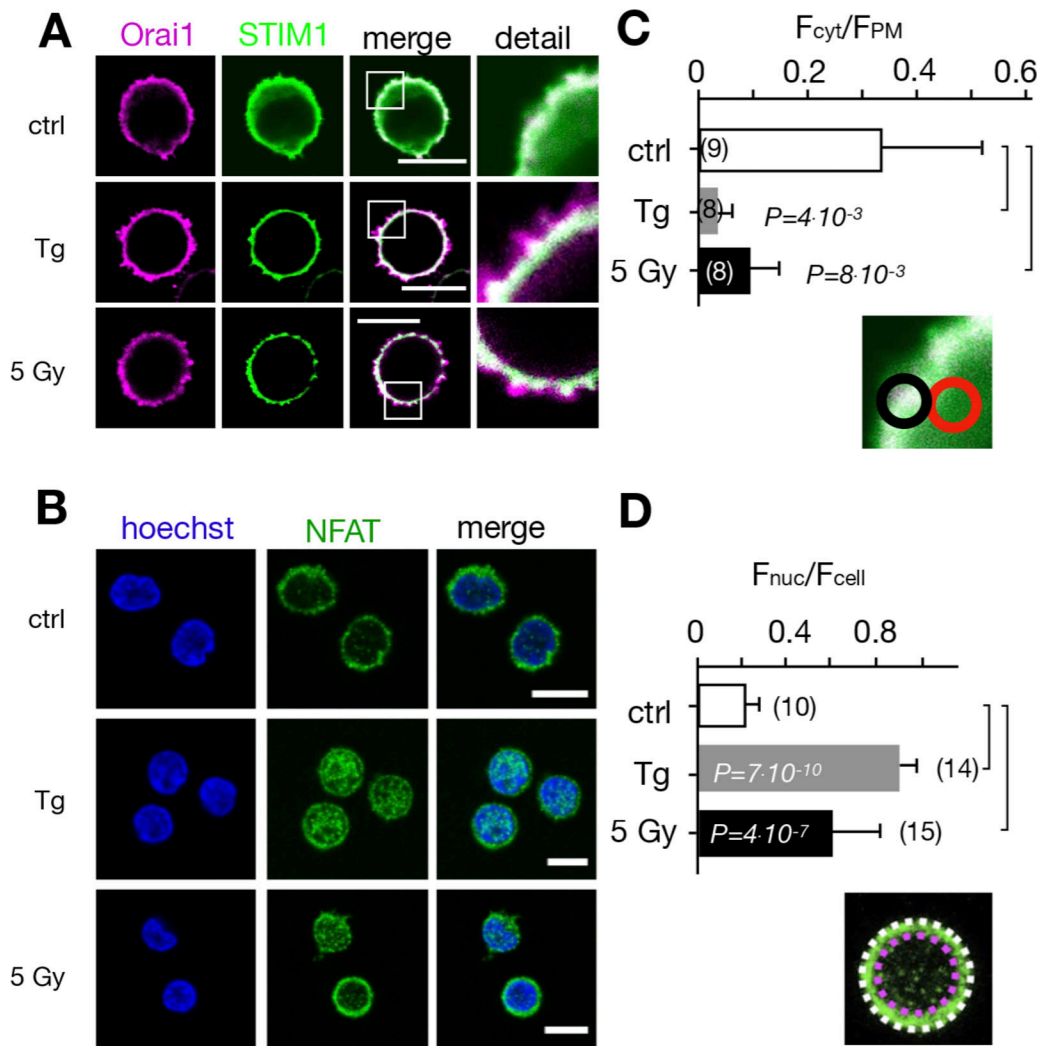 A
Orai1 STIM1 merge detail
ctrl
Tg
5 Gy
C
Fcyt/FPM
0 0.2 0.4 0.6
ctrl (9)
Tg (8) P=4·10⁻³
5 Gy (8) P=8·10⁻³
B
hoechst NFAT merge
ctrl
Tg
5 Gy
D
Fnuc/Fcell
0 0.4 0.8
ctrl (10)
Tg P=7·10⁻¹⁰ (14)
5 Gy P=4·10⁻⁷ (15)